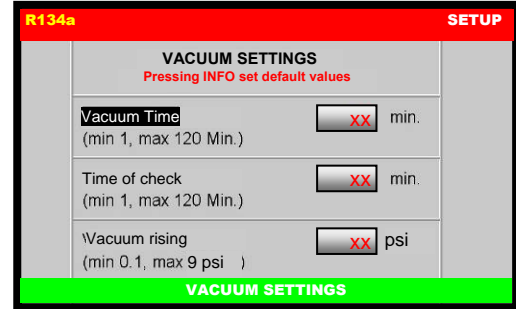 R134a SETUP
VACUUM SETTINGS
Pressing INFO set default values
Vacuum Time xx min.
(min 1, max 120 Min.)
Time of check xx min.
(min 1, max 120 Min.)
Vacuum rising xx psi
(min 0.1, max 9 psi )
VACUUM SETTINGS